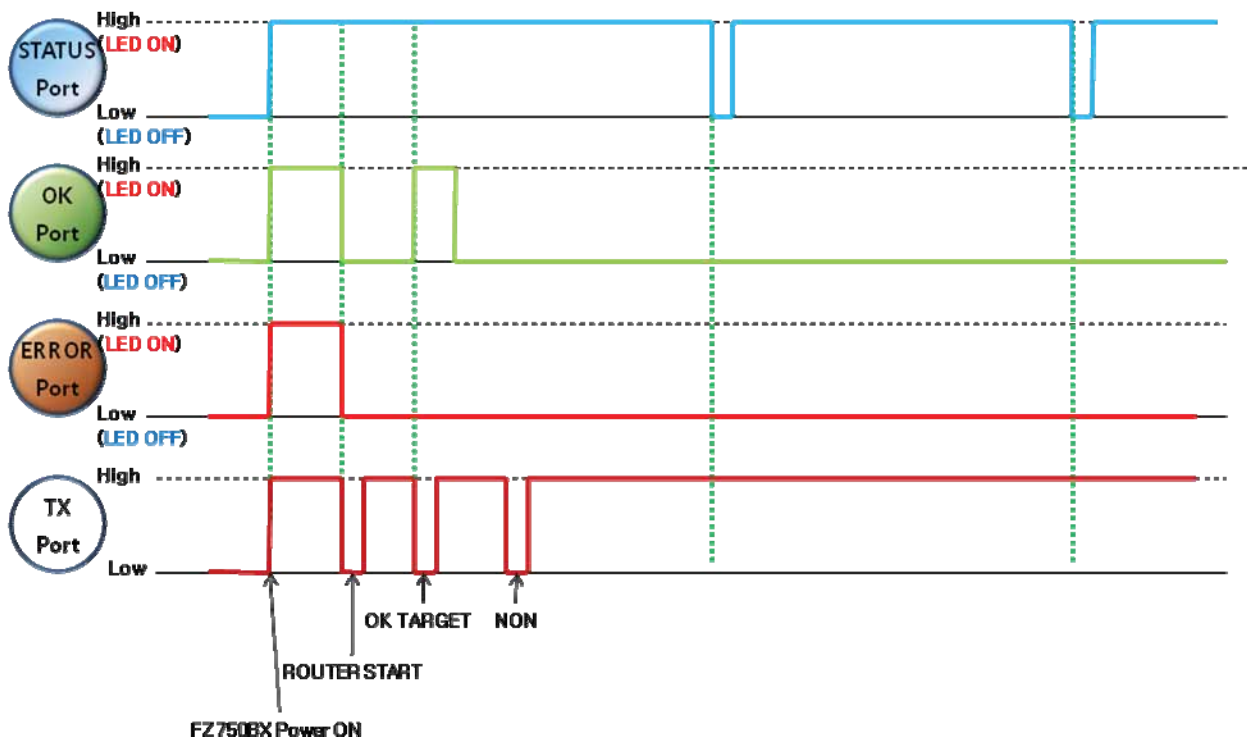 High
(LED ON)
STATUS
Port
Low
(LED OFF)
High
(LED ON)
OK
Port
Low
(LED OFF)
High
(LED ON)
ERROR
Port
Low
(LED OFF)
High
TX
Port
Low
OK TARGET
NON
ROUTER START
FZ750BX Power ON